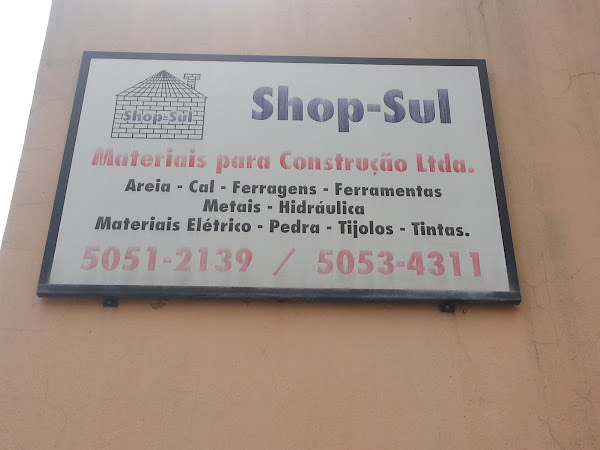 Shop-Sul
Shop-Sul
Materiais para Construção Ltda.
Areia - Cal - Ferragens - Ferramentas
Metais - Hidráulica
Materiais Elétrico - Pedra - Tijolos - Tintas.
5051-2139 / 5053-4311